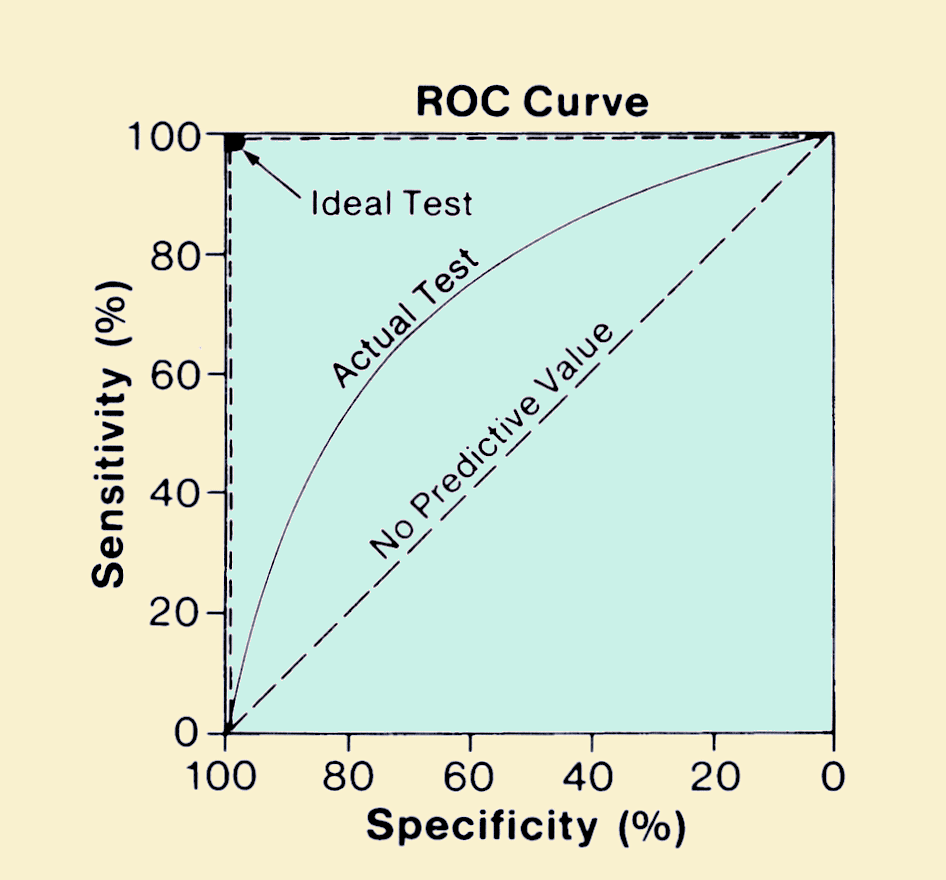 ROC Curve
100
Ideal Test
80
Actual Test
60
No Predictive Value
40
20
0
Sensitivity (%)
100 80 60 40 20 0
Specificity (%)